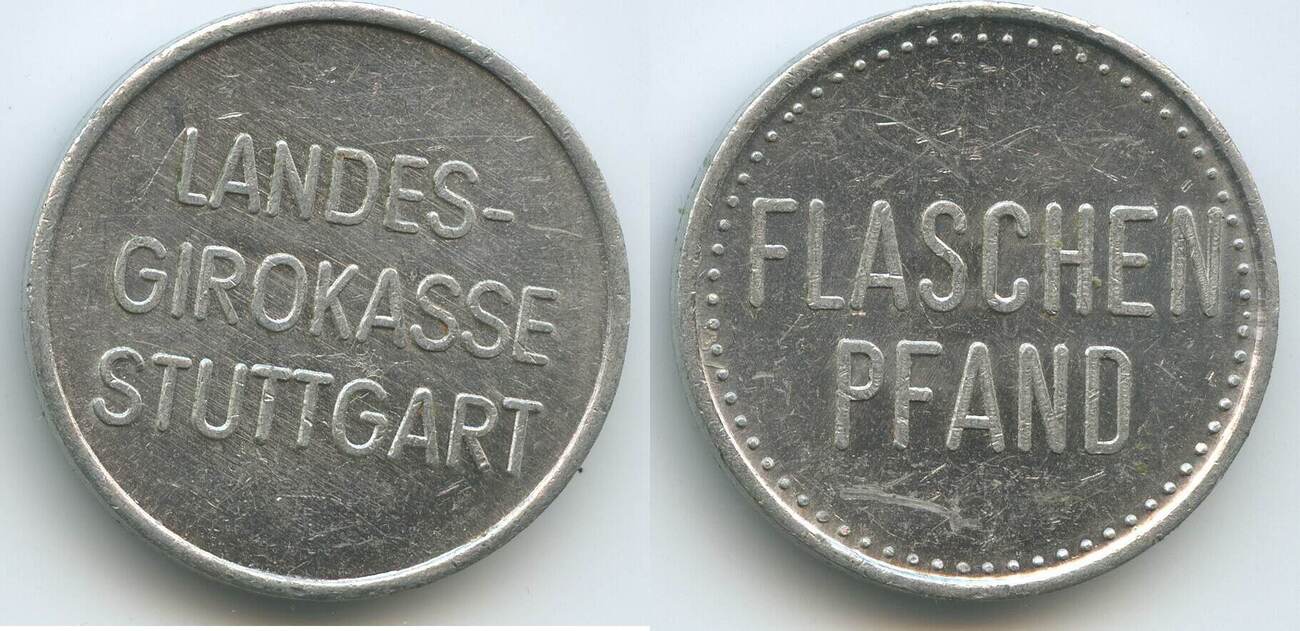 LANDES-
GIROKASSE
STUTTGART
FLASCHEN
PFAND